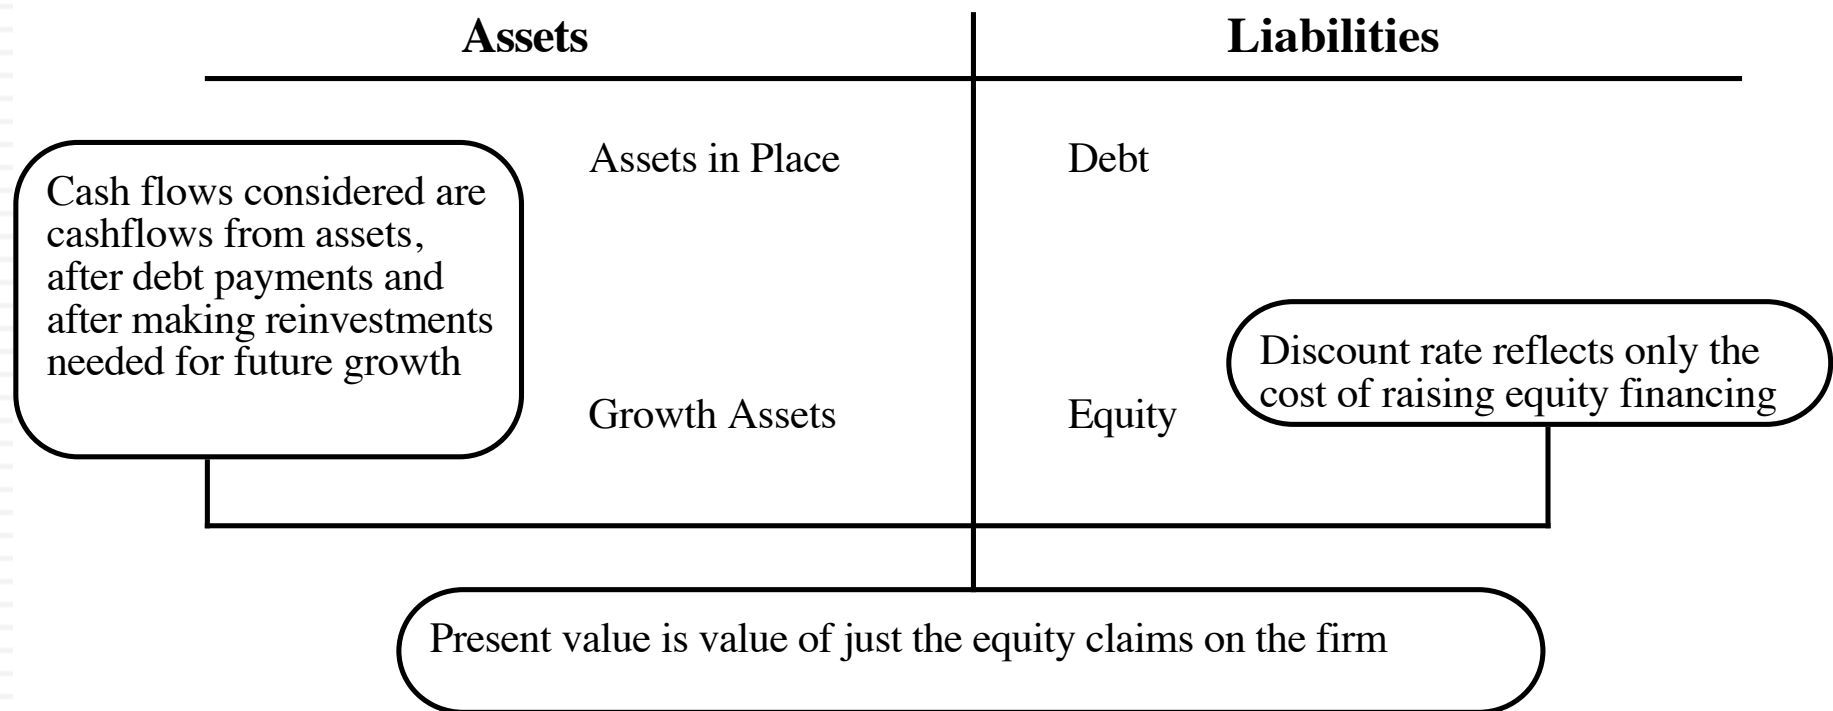 Assets
Liabilities
Assets in Place
Debt
Cash flows considered are
cashflows from assets,
after debt payments and
after making reinvestments
needed for future growth
Discount rate reflects only the
cost of raising equity financing
Growth Assets
Equity
Present value is value of just the equity claims on the firm